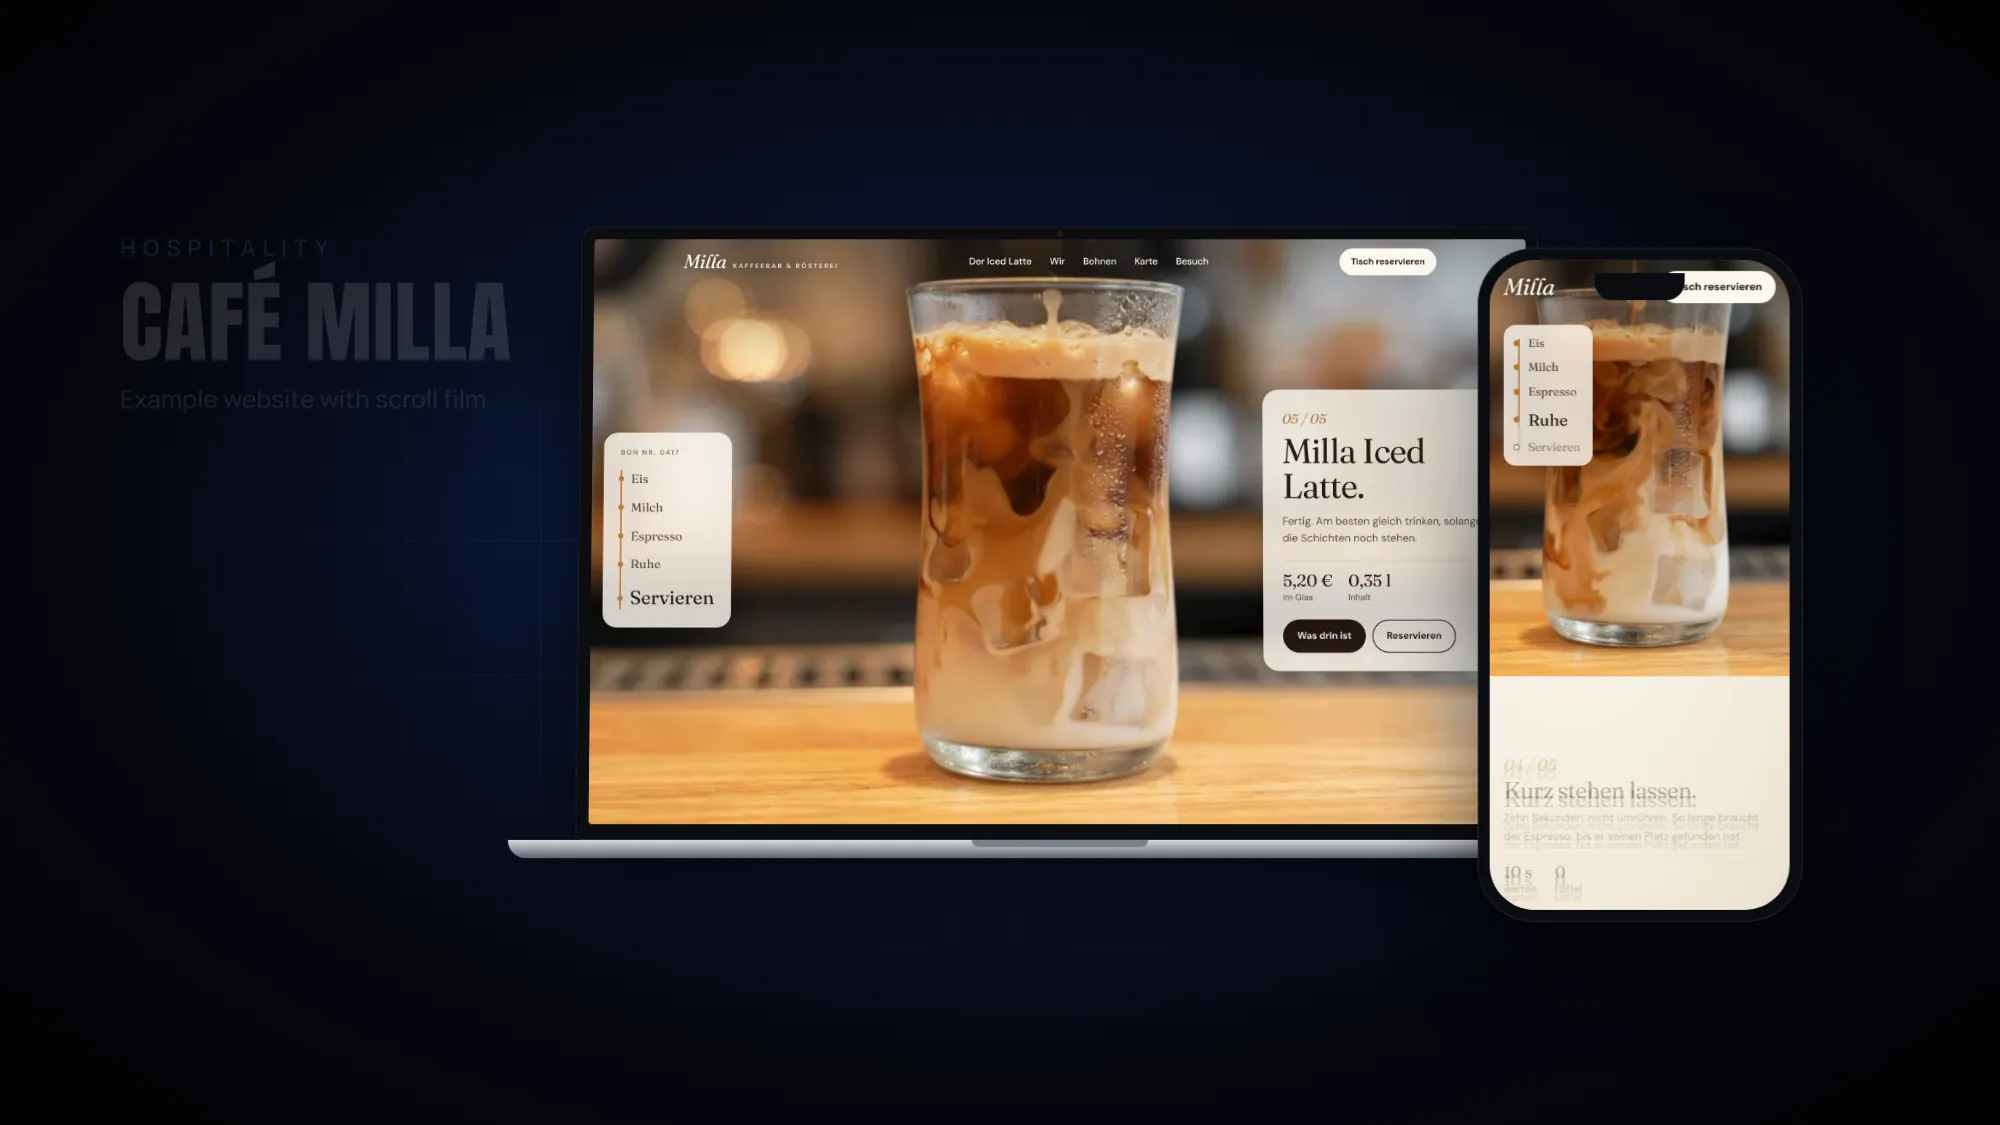 HOSPITALITY
CAFÉ MILLA
Example website with scroll film
Milla KAFFEEBAR & RÖSTEREI
Der Iced Latte Wir Bohnen Karte Besuch
Tisch reservieren
BON NR. 0417
Eis
Milch
Espresso
Ruhe
Servieren
05 / 05
Milla Iced
Latte.
Fertig. Am besten gleich trinken, solange
die Schichten noch stehen.
5,20 € 0,35 l
im Glas Inhalt
Was drin ist Reservieren
Milla
sch reservieren
Eis
Milch
Espresso
Ruhe
Servieren
04 / 05
Kurz stehen lassen.
Zehn Sekunden, nicht umrühren. So lange braucht
der Espresso, bis er seinen Platz gefunden hat.
10 s 0
warten Löffel